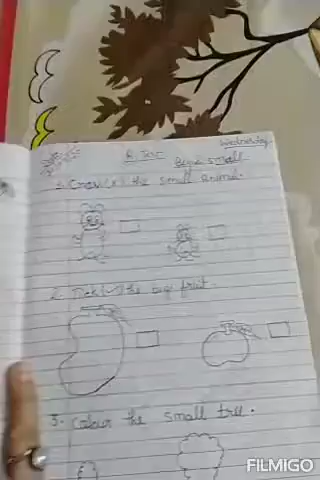 Wednesday
R. Test
Big & small
1. Cross(x) the small animal.
2. Tick(✓) the big fruit.
3. Colour the small tree.
FILMIGO